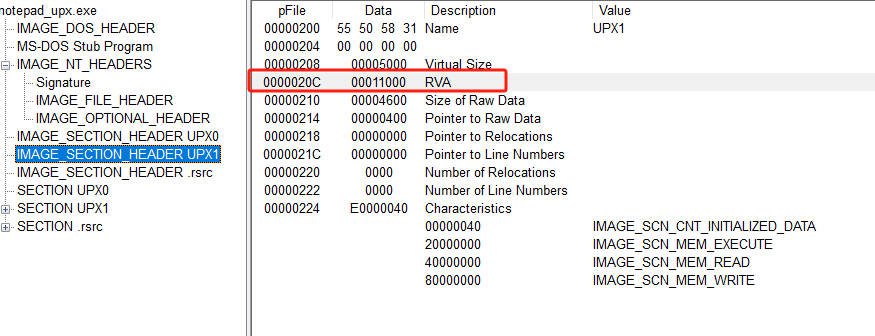 notepad_upx.exe
IMAGE_DOS_HEADER
MS-DOS Stub Program
IMAGE_NT_HEADERS
Signature
IMAGE_FILE_HEADER
IMAGE_OPTIONAL_HEADER
IMAGE_SECTION_HEADER UPX0
IMAGE_SECTION_HEADER UPX1
IMAGE_SECTION_HEADER .rsrc
SECTION UPX0
SECTION UPX1
SECTION .rsrc
pFile Data Description Value
00000200 55 50 58 31 Name UPX1
00000204 00 00 00 00
00000208 00005000 Virtual Size
0000020C 00011000 RVA
00000210 00004600 Size of Raw Data
00000214 00000400 Pointer to Raw Data
00000218 00000000 Pointer to Relocations
0000021C 00000000 Pointer to Line Numbers
00000220 0000 Number of Relocations
00000222 0000 Number of Line Numbers
00000224 E0000040 Characteristics
00000040 IMAGE_SCN_CNT_INITIALIZED_DATA
20000000 IMAGE_SCN_MEM_EXECUTE
40000000 IMAGE_SCN_MEM_READ
80000000 IMAGE_SCN_MEM_WRITE